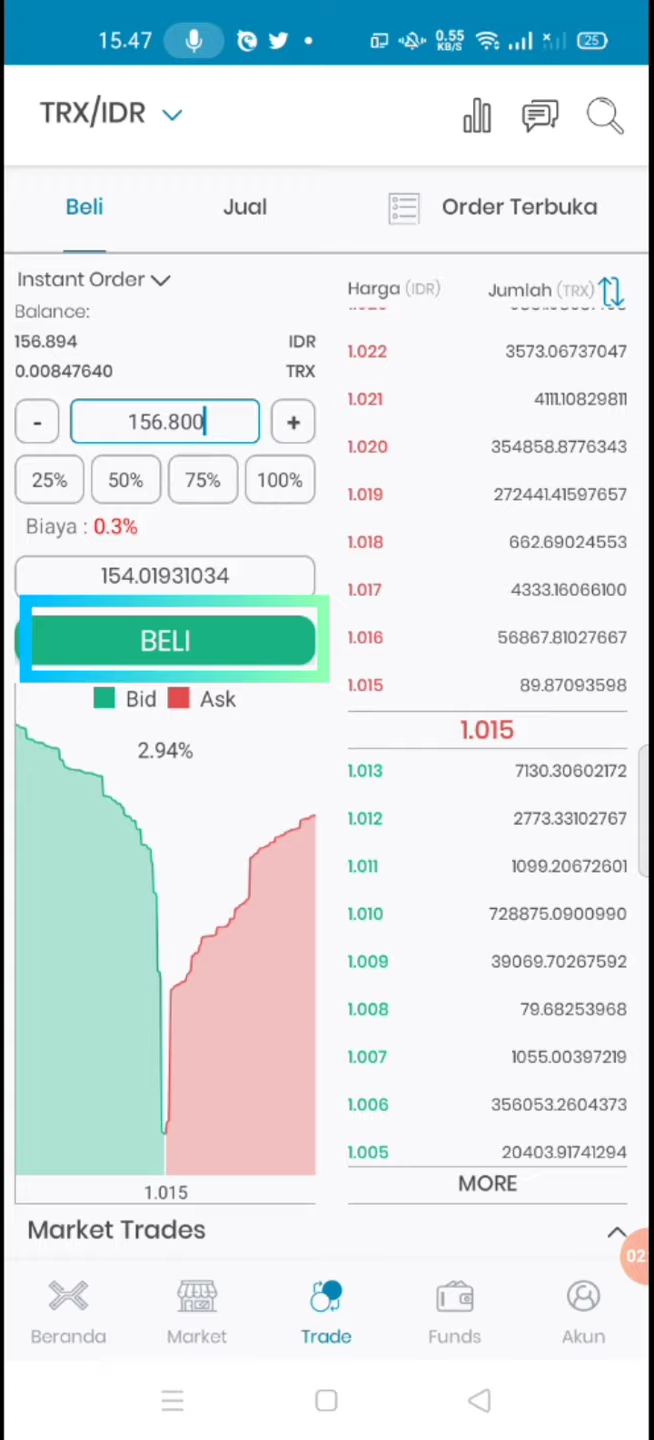 15.47
0.55
KB/S
25
TRX/IDR
Beli
Jual
Order Terbuka
Instant Order
Balance:
156.894 IDR
0.00847640 TRX
- 156.800 +
25% 50% 75% 100%
Biaya : 0.3%
154.01931034
BELI
Bid Ask
2.94%
1.015
Harga (IDR) Jumlah (TRX)
1.022 3573.06737047
1.021 4111.10829811
1.020 354858.8776343
1.019 272441.41597657
1.018 662.69024553
1.017 4333.16066100
1.016 56867.81027667
1.015 89.87093598
1.015
1.013 7130.30602172
1.012 2773.33102767
1.011 1099.20672601
1.010 728875.0900990
1.009 39069.70267592
1.008 79.68253968
1.007 1055.00397219
1.006 356053.2604373
1.005 20403.91741294
MORE
Market Trades
02
Beranda
Market
Trade
Funds
Akun